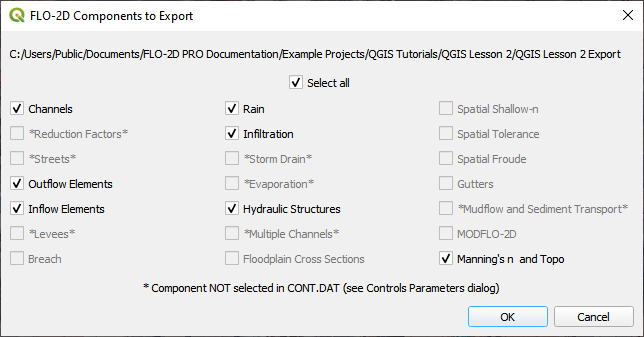 FLO-2D Components to Export
C:/Users/Public/Documents/FLO-2D PRO Documentation/Example Projects/QGIS Tutorials/QGIS Lesson 2/QGIS Lesson 2 Export
Select all
Channels Rain Spatial Shallow-n
*Reduction Factors* Infiltration Spatial Tolerance
*Streets* *Storm Drain* Spatial Froude
Outflow Elements *Evaporation* Gutters
Inflow Elements Hydraulic Structures *Mudflow and Sediment Transport*
*Levees* *Multiple Channels* MODFLO-2D
Breach Floodplain Cross Sections Manning's n and Topo
* Component NOT selected in CONT.DAT (see Controls Parameters dialog)
OK Cancel